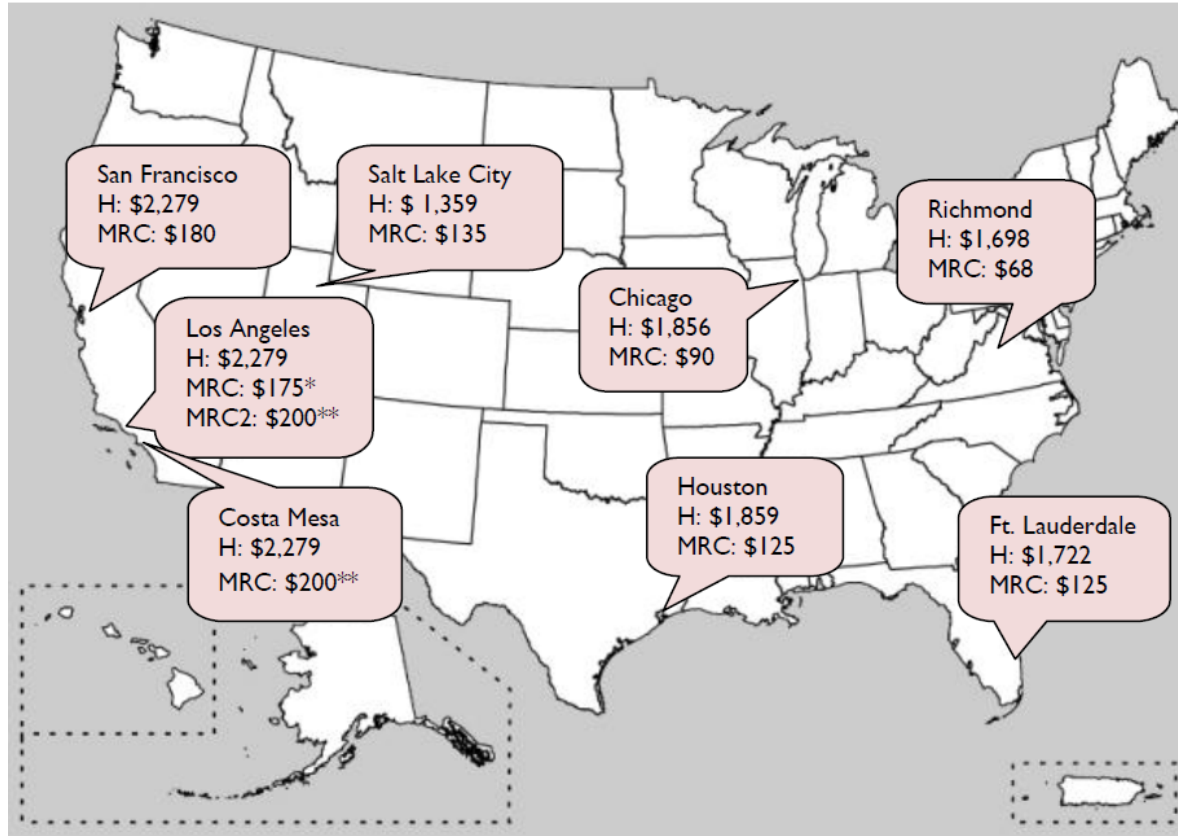 San Francisco
H: $2,279
MRC: $180
Salt Lake City
H: $ 1,359
MRC: $135
Richmond
H: $1,698
MRC: $68
Chicago
H: $1,856
MRC: $90
Los Angeles
H: $2,279
MRC: $175*
MRC2: $200**
Costa Mesa
H: $2,279
MRC: $200**
Houston
H: $1,859
MRC: $125
Ft. Lauderdale
H: $1,722
MRC: $125